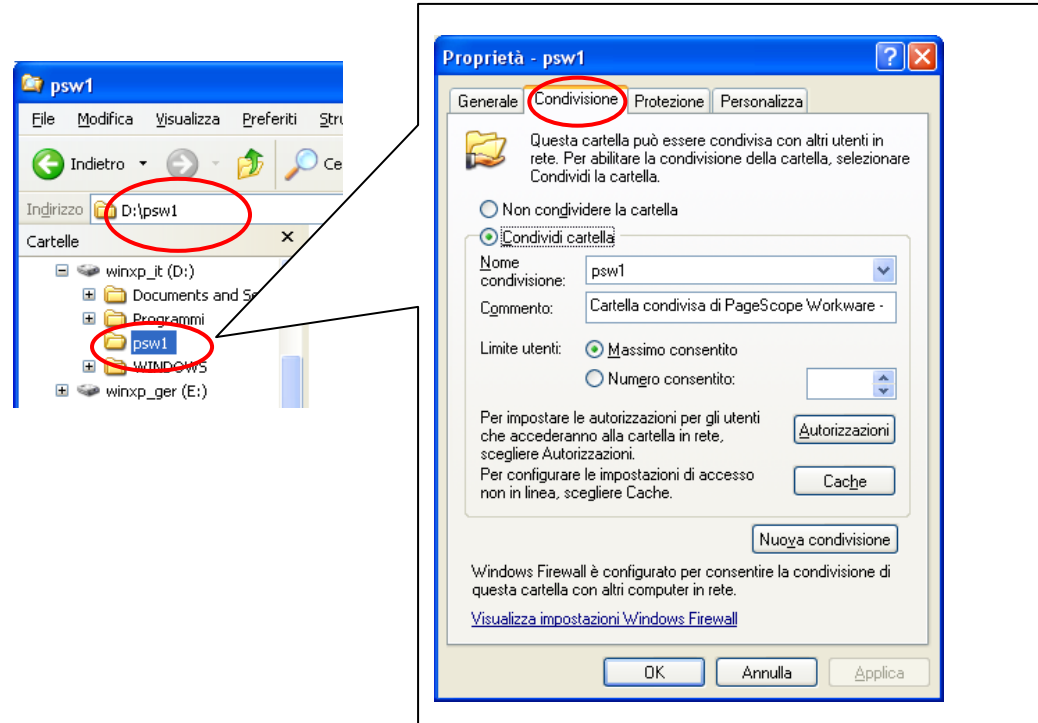 psw1
File Modifica Visualizza Preferiti Stru
Indietro Ce
Indirizzo D:\psw1
Cartelle
winxp_it (D:)
Documents and Se
Programmi
psw1
WINDOWS
winxp_ger (E:)
Proprietà - psw1
Generale Condivisione Protezione Personalizza
Questa cartella può essere condivisa con altri utenti in
rete. Per abilitare la condivisione della cartella, selezionare
Condividi la cartella.
Non condividere la cartella
Condividi cartella
Nome
condivisione:
psw1
Commento: Cartella condivisa di PageScope Workware -
Limite utenti: Massimo consentito
Numero consentito:
Per impostare le autorizzazioni per gli utenti
che accederanno alla cartella in rete,
scegliere Autorizzazioni.
Autorizzazioni
Per configurare le impostazioni di accesso
non in linea, scegliere Cache.
Cache
Nuova condivisione
Windows Firewall è configurato per consentire la condivisione di
questa cartella con altri computer in rete.
Visualizza impostazioni Windows Firewall
OK Annulla Applica